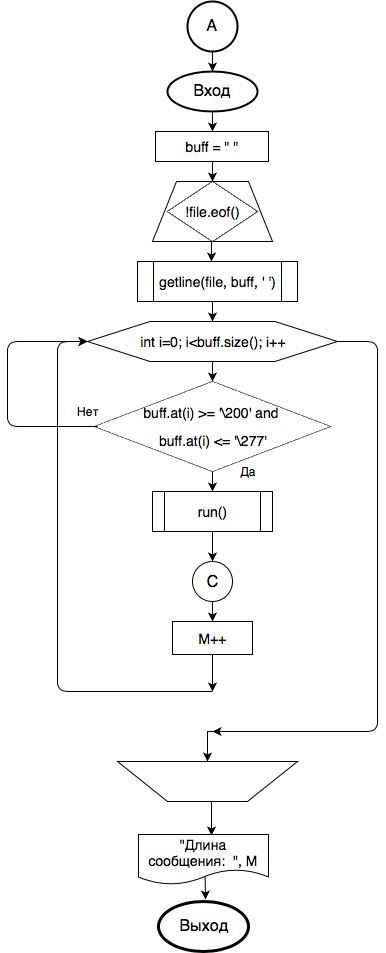 A
Вход
buff = " "
!file.eof()
getline(file, buff, ' ')
int i=0; i<buff.size(); i++
Нет
buff.at(i) >= '\200' and
buff.at(i) <= '\277'
Да
run()
C
M++
"Длина
сообщения: ", M
Выход